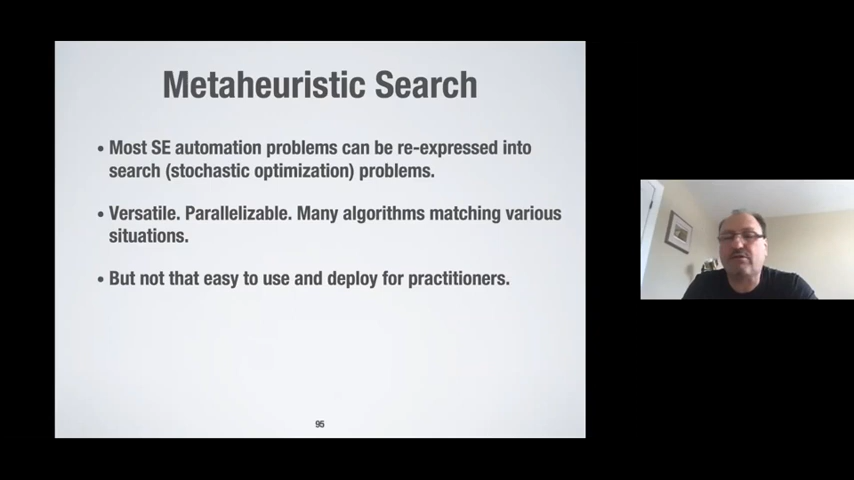 Metaheuristic Search
• Most SE automation problems can be re-expressed into
search (stochastic optimization) problems.
• Versatile. Parallelizable. Many algorithms matching various
situations.
• But not that easy to use and deploy for practitioners.
95